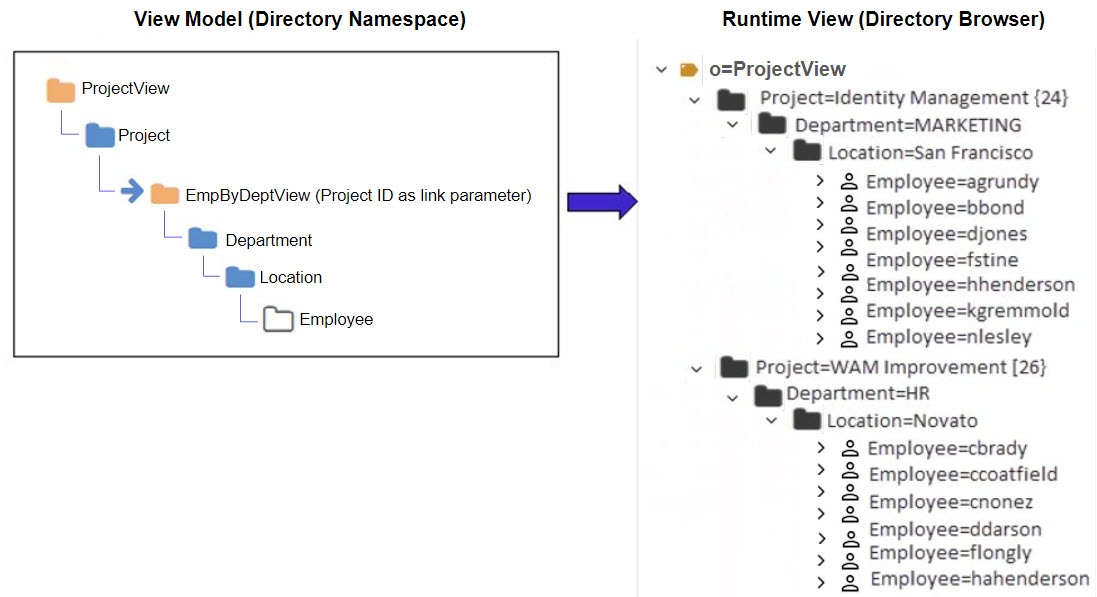 View Model (Directory Namespace)
ProjectView
Project
EmpByDeptView (Project ID as link parameter)
Department
Location
Employee
Runtime View (Directory Browser)
o=ProjectView
Project=Identity Management {24}
Department=MARKETING
Location=San Francisco
Employee=agrundy
Employee=bbond
Employee=djones
Employee=fstine
Employee=hhenderson
Employee=kgremmold
Employee=nlesley
Project=WAM Improvement [26}
Department=HR
Location=Novato
Employee=cbrady
Employee=ccoatfield
Employee=cnonez
Employee=ddarson
Employee=flongly
Employee=hahenderson